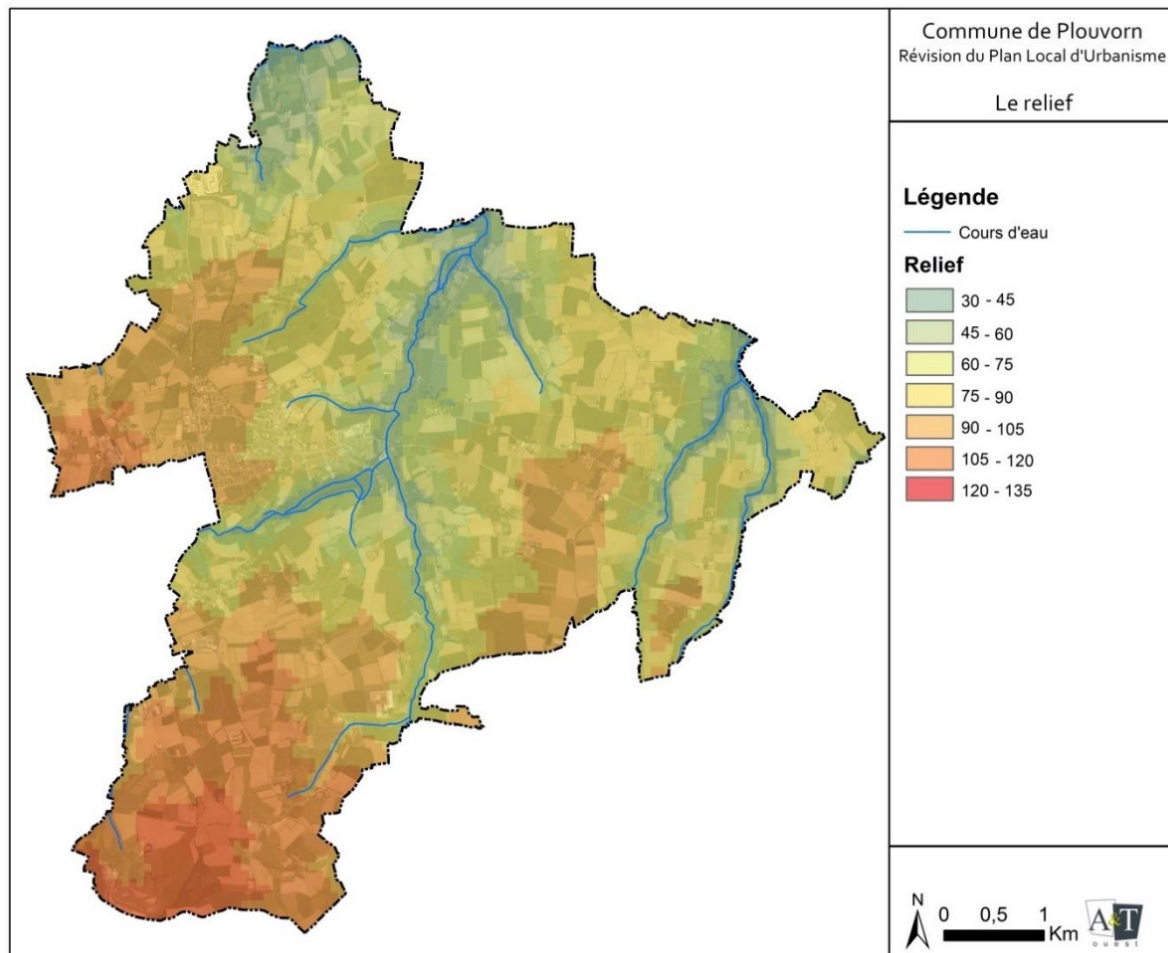 Commune de Plouvorn
Révision du Plan Local d'Urbanisme
Le relief
Légende
Cours d'eau
Relief
30 - 45
45 - 60
60 - 75
75 - 90
90 - 105
105 - 120
120 - 135
N
0 0,5 1
Km
A&T
ouest